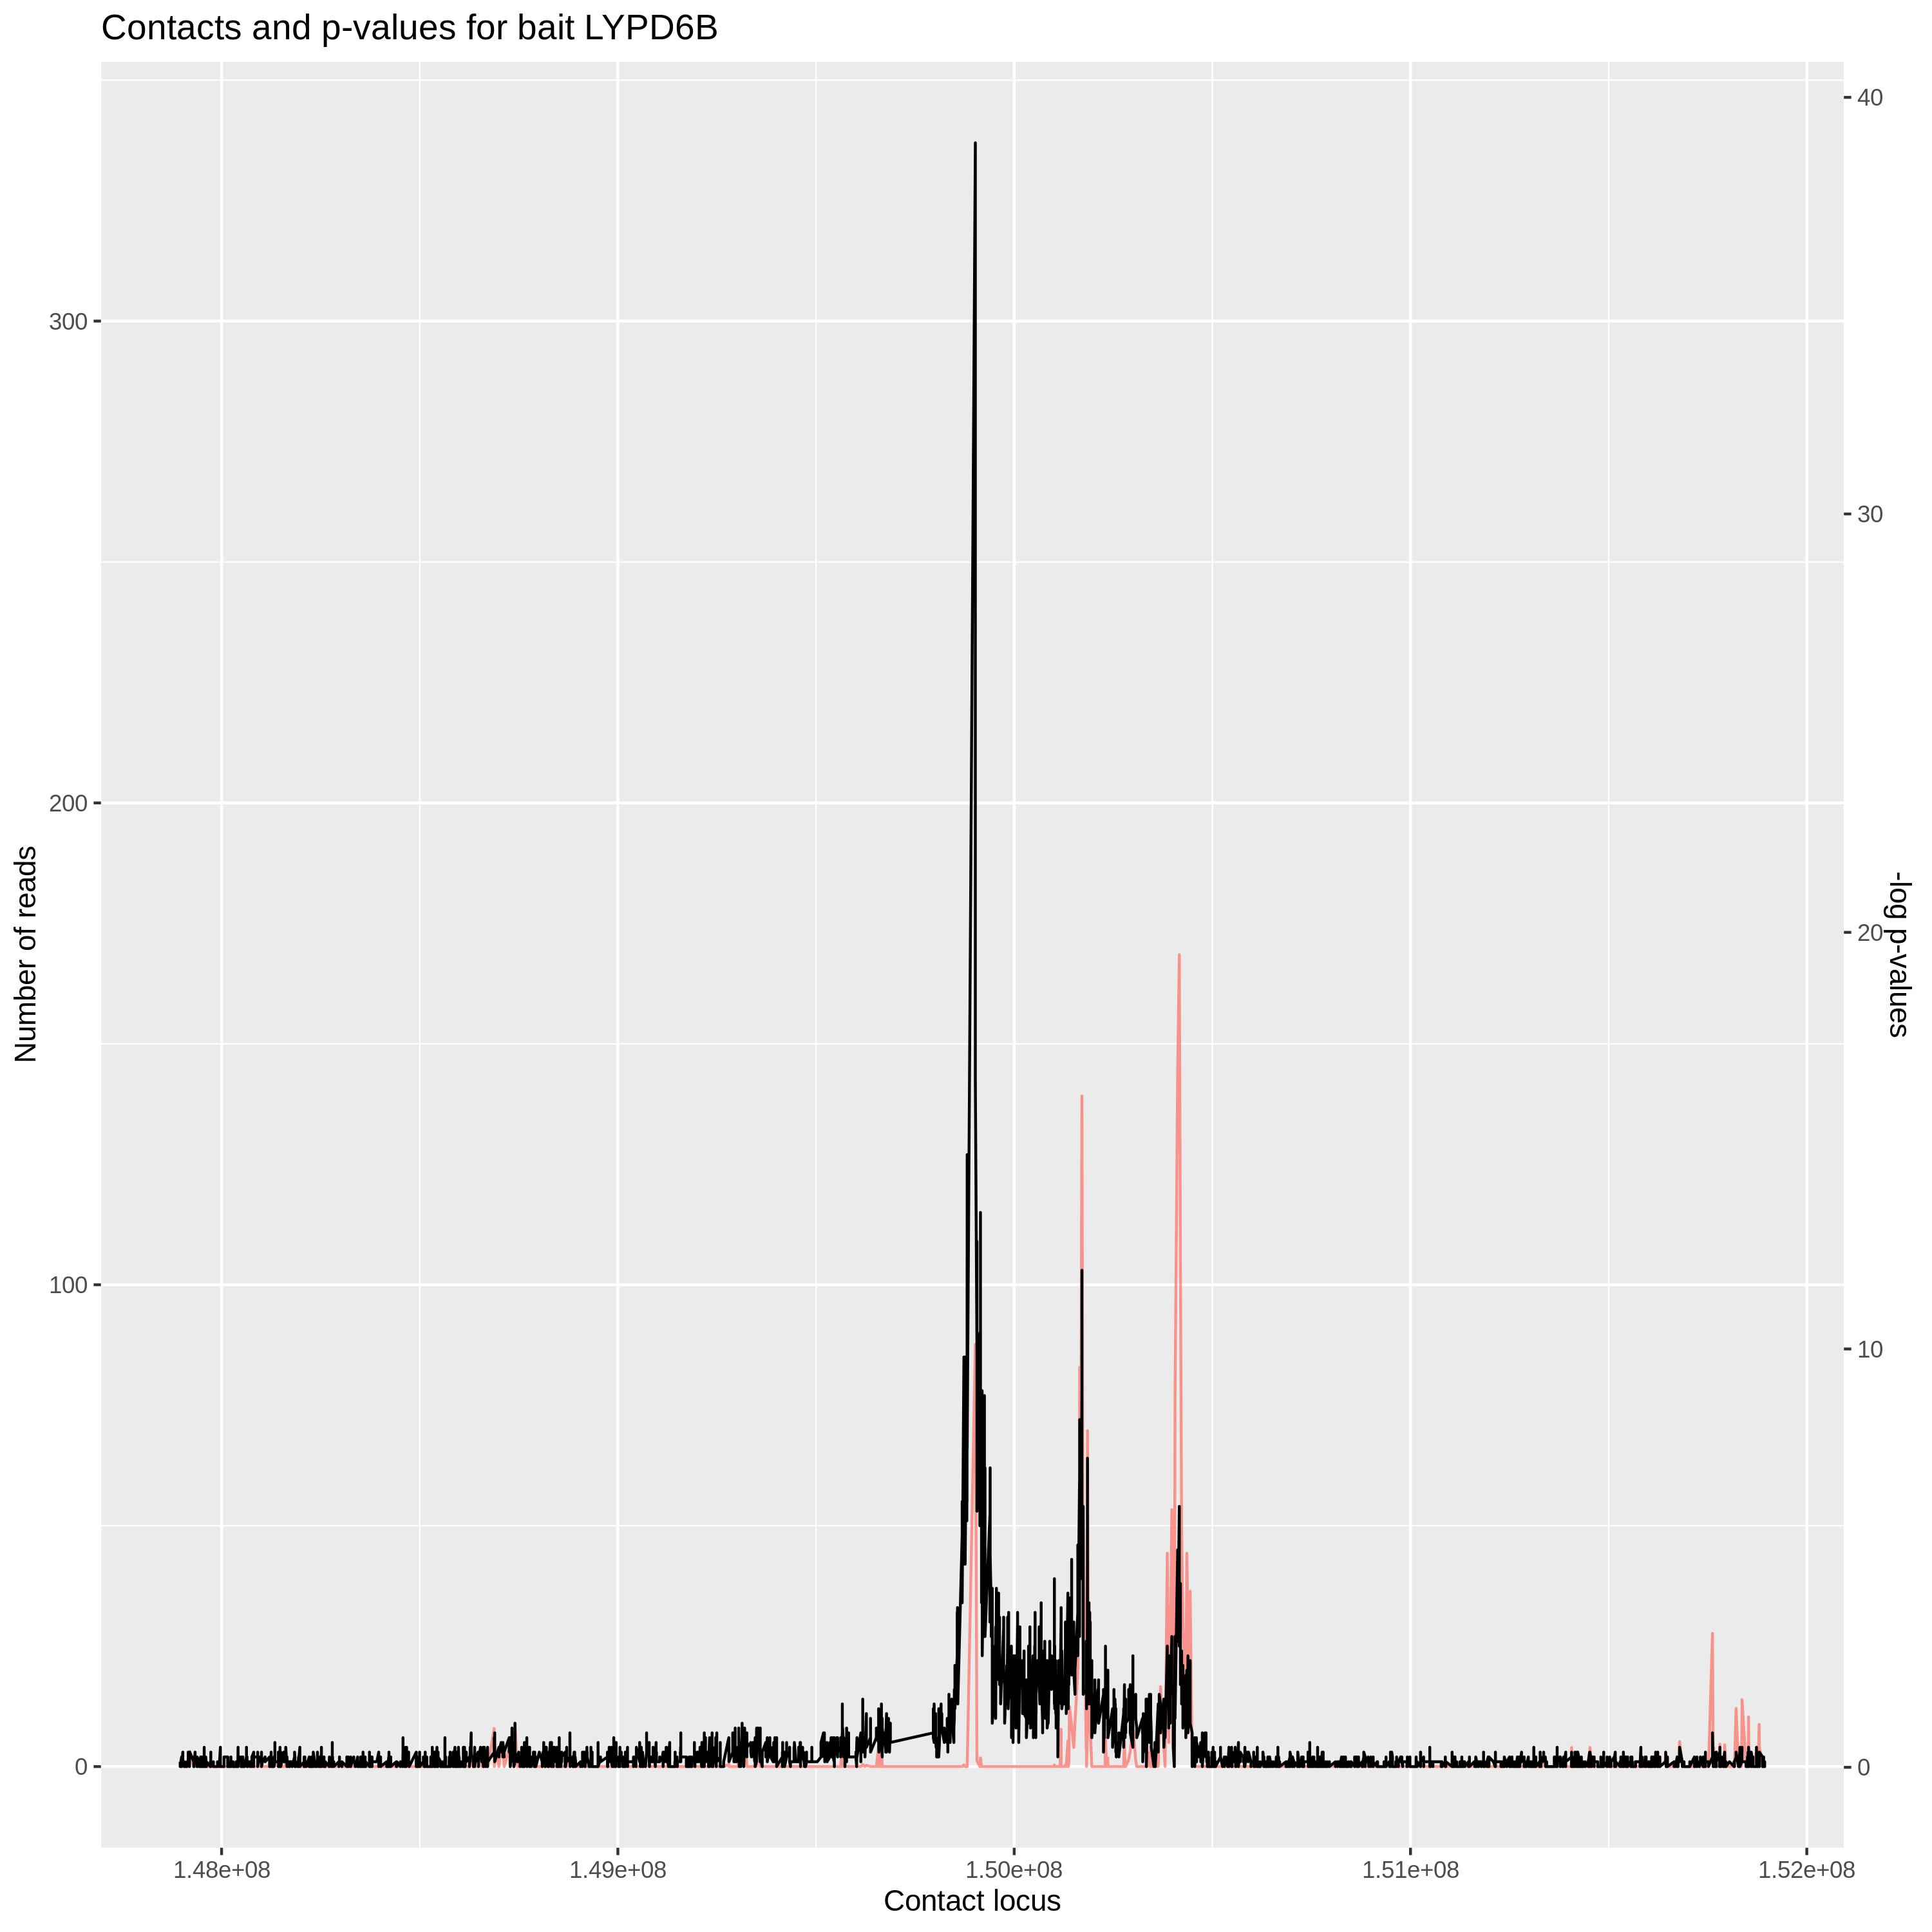 Contacts and p-values for bait LYPD6B
40
300
30
200
20
100
10
0
0
Number of reads
-log p-values
1.48e+08
1.49e+08
1.50e+08
1.51e+08
1.52e+08
Contact locus